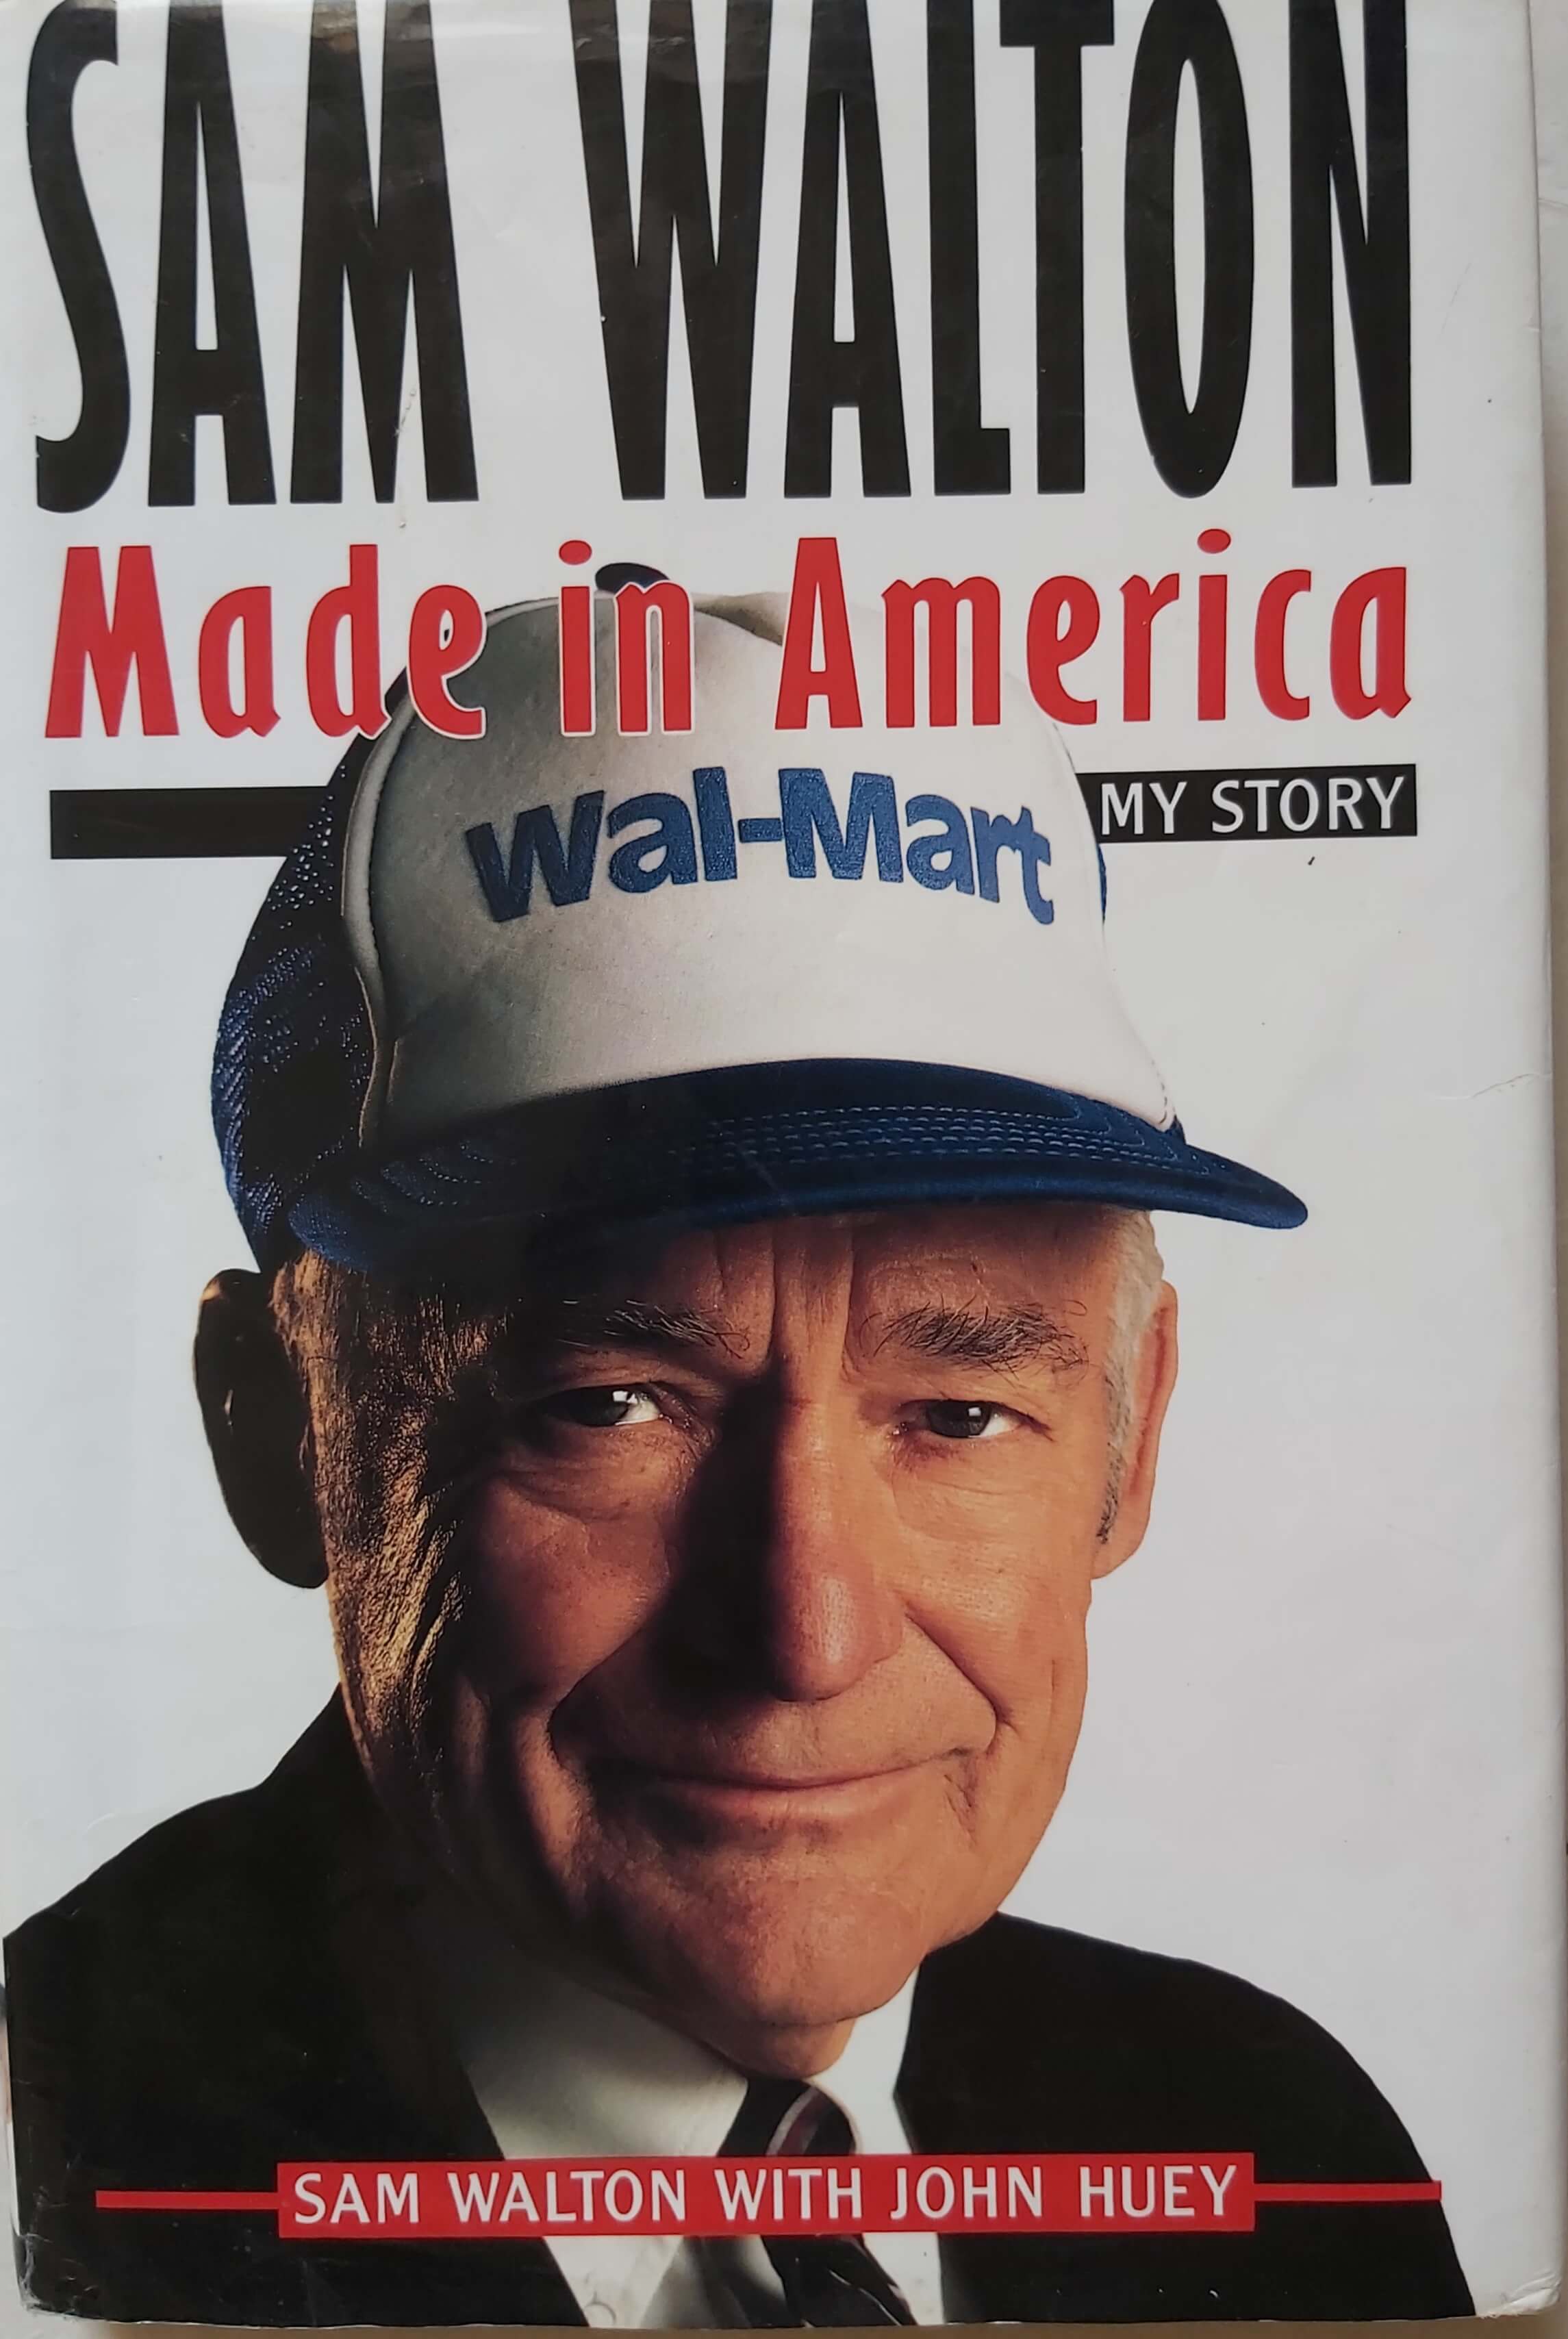 SAM WALTON
Made in America
MY STORY
Wal-Mart
SAM WALTON WITH JOHN HUEY